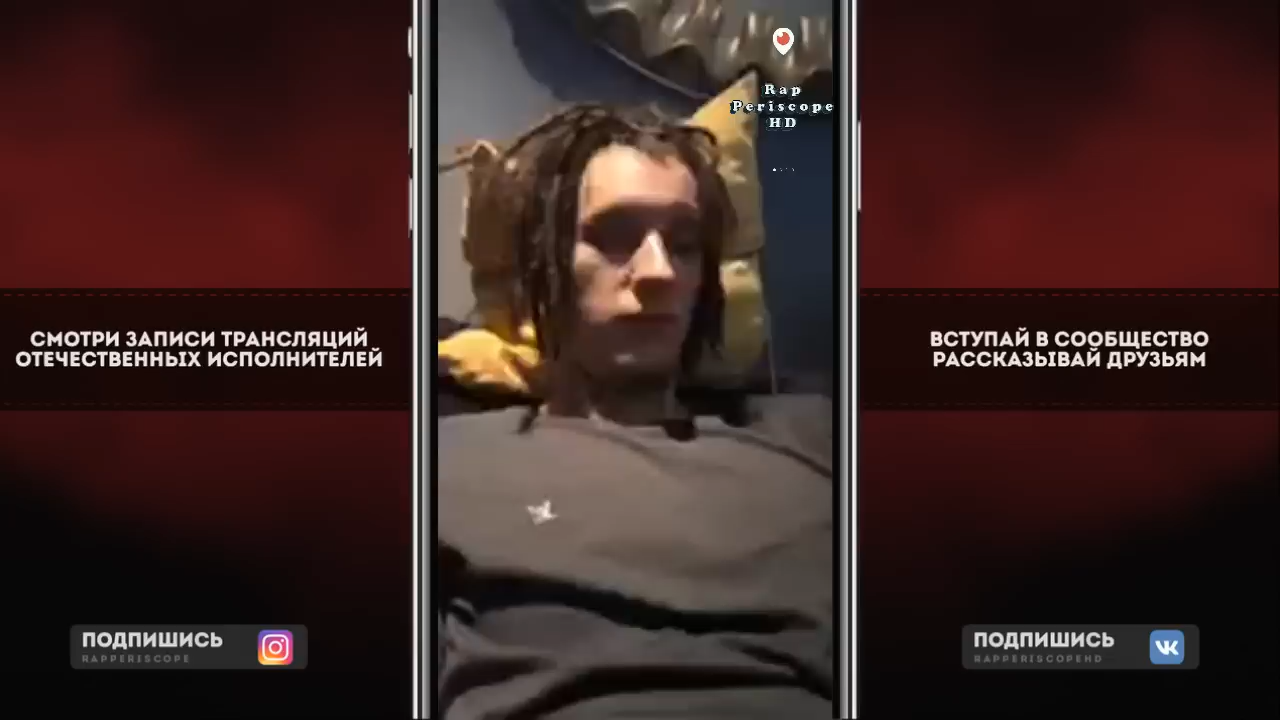 Rap
Periscope
HD
СМОТРИ ЗАПИСИ ТРАНСЛЯЦИЙ
ОТЕЧЕСТВЕННЫХ ИСПОЛНИТЕЛЕЙ
ВСТУПАЙ В СООБЩЕСТВО
РАССКАЗЫВАЙ ДРУЗЬЯМ
ПОДПИШИСЬ
RAPPERISCOPE
ПОДПИШИСЬ
RAPPERISCOPEHD